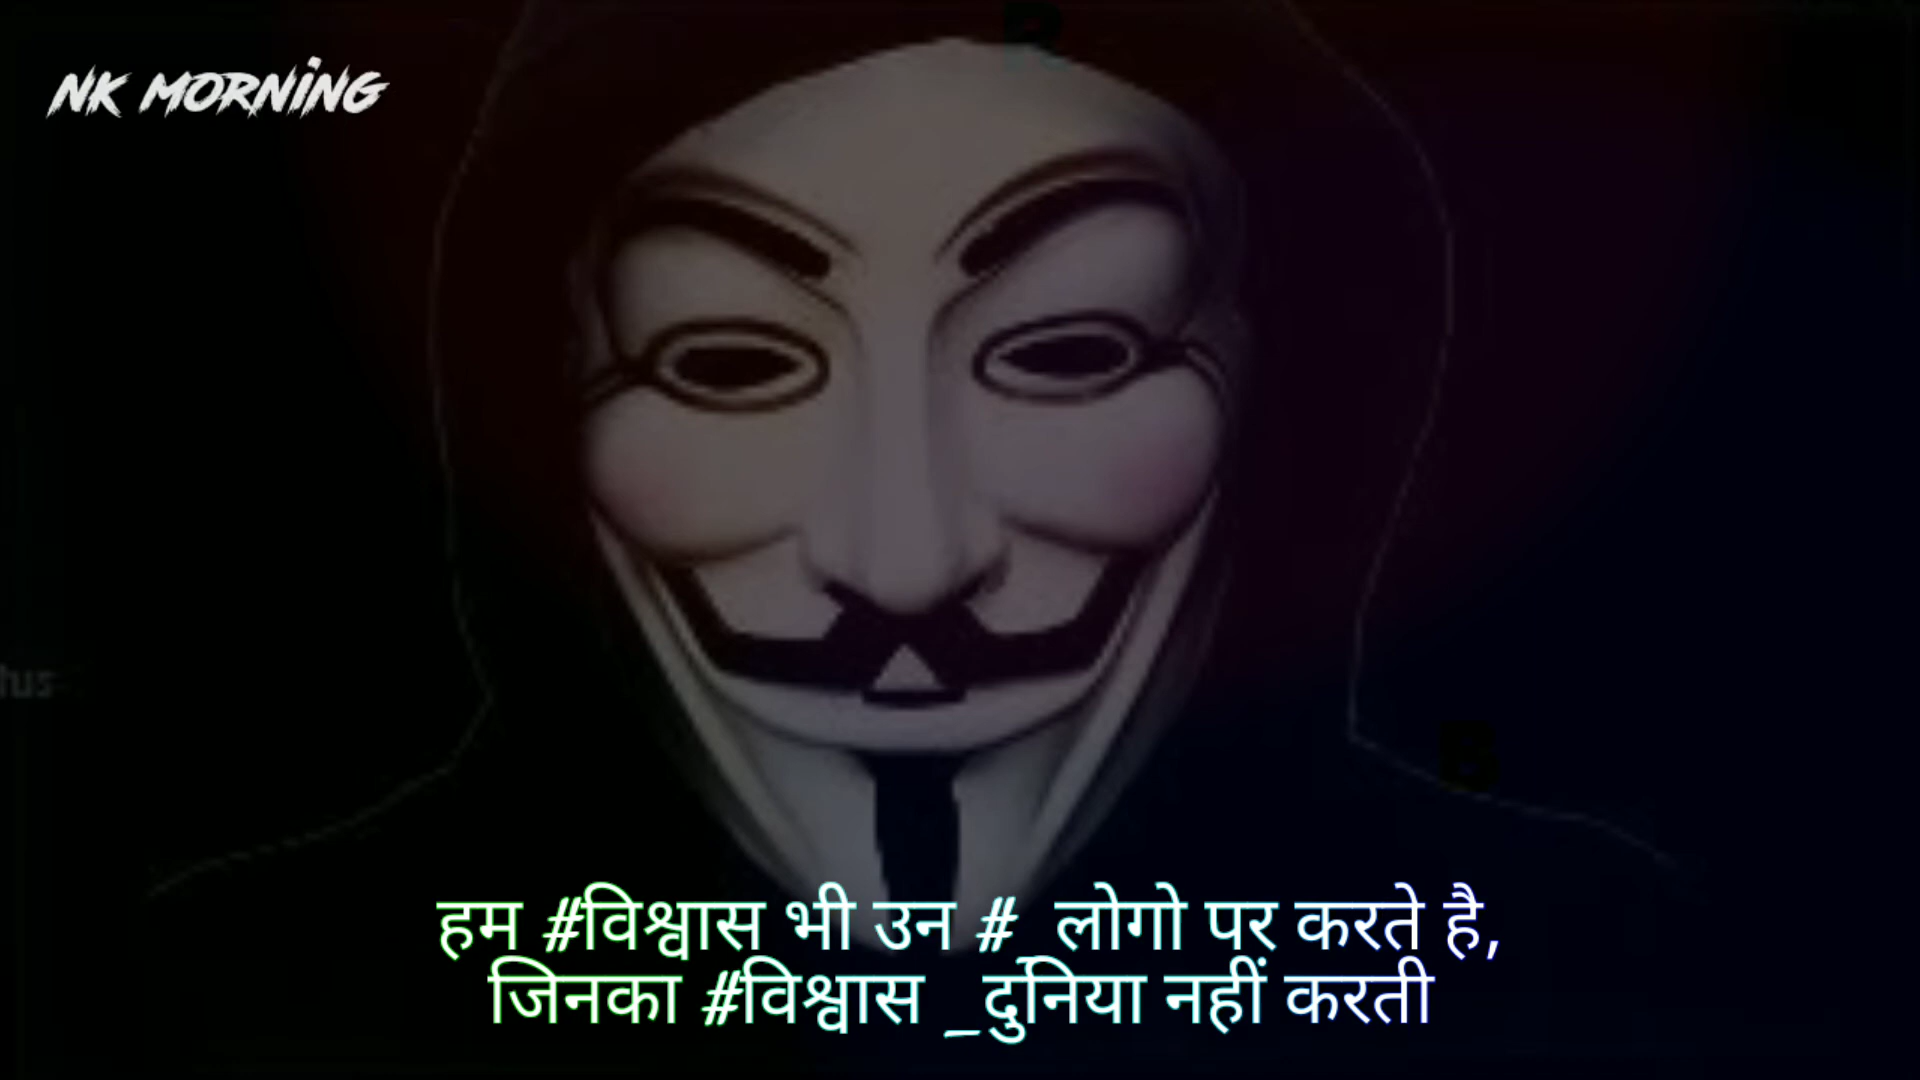 NK MORNING
हम #विश्वास भी उन #_लोगो पर करते है,
जिनका #विश्वास _दुनिया नहीं करती